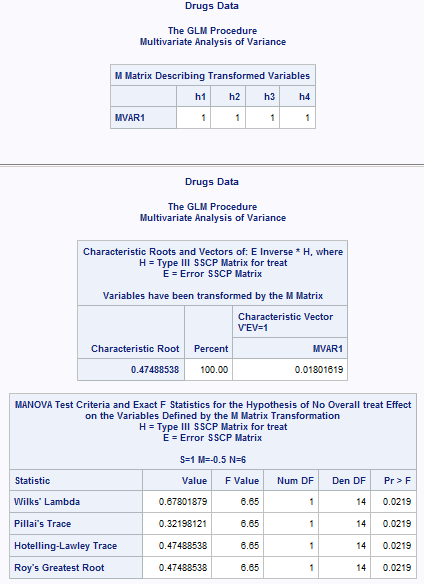 Drugs Data
The GLM Procedure
Multivariate Analysis of Variance
M Matrix Describing Transformed Variables
h1 h2 h3 h4
MVAR1 1 1 1 1
Drugs Data
The GLM Procedure
Multivariate Analysis of Variance
Characteristic Roots and Vectors of: E Inverse * H, where
H = Type III SSCP Matrix for treat
E = Error SSCP Matrix
Variables have been transformed by the M Matrix
Characteristic Vector
V'EV=1
Characteristic Root Percent MVAR1
0.47488538 100.00 0.01801619
MANOVA Test Criteria and Exact F Statistics for the Hypothesis of No Overall treat Effect
on the Variables Defined by the M Matrix Transformation
H = Type III SSCP Matrix for treat
E = Error SSCP Matrix
S=1 M=-0.5 N=6
Statistic Value F Value Num DF Den DF Pr > F
Wilks' Lambda 0.67801879 6.65 1 14 0.0219
Pillai's Trace 0.32198121 6.65 1 14 0.0219
Hotelling-Lawley Trace 0.47488538 6.65 1 14 0.0219
Roy's Greatest Root 0.47488538 6.65 1 14 0.0219